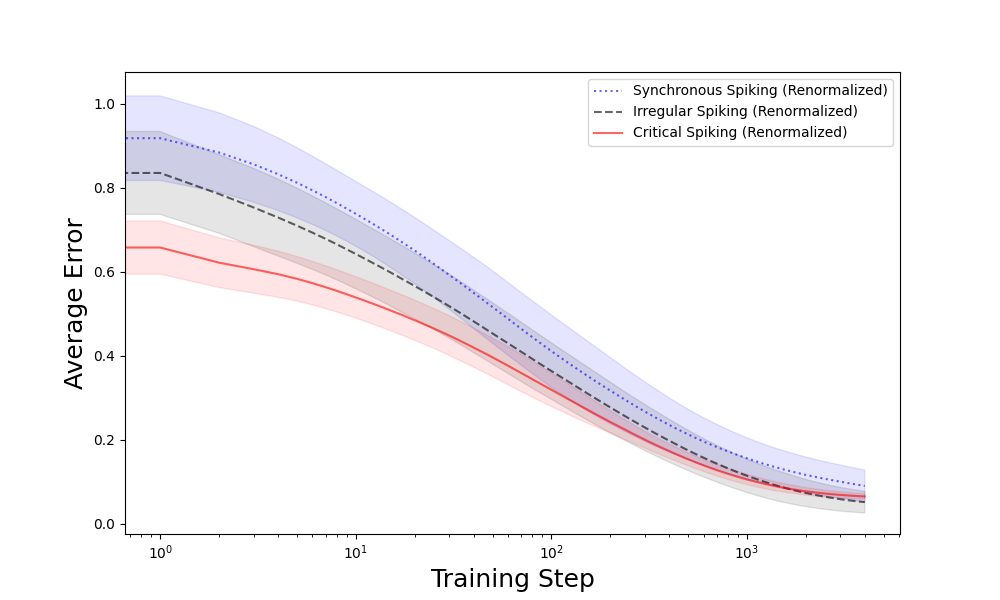 Synchronous Spiking (Renormalized)
Irregular Spiking (Renormalized)
Critical Spiking (Renormalized)
Average Error
1.0
0.8
0.6
0.4
0.2
0.0
10⁰ 10¹ 10² 10³
Training Step